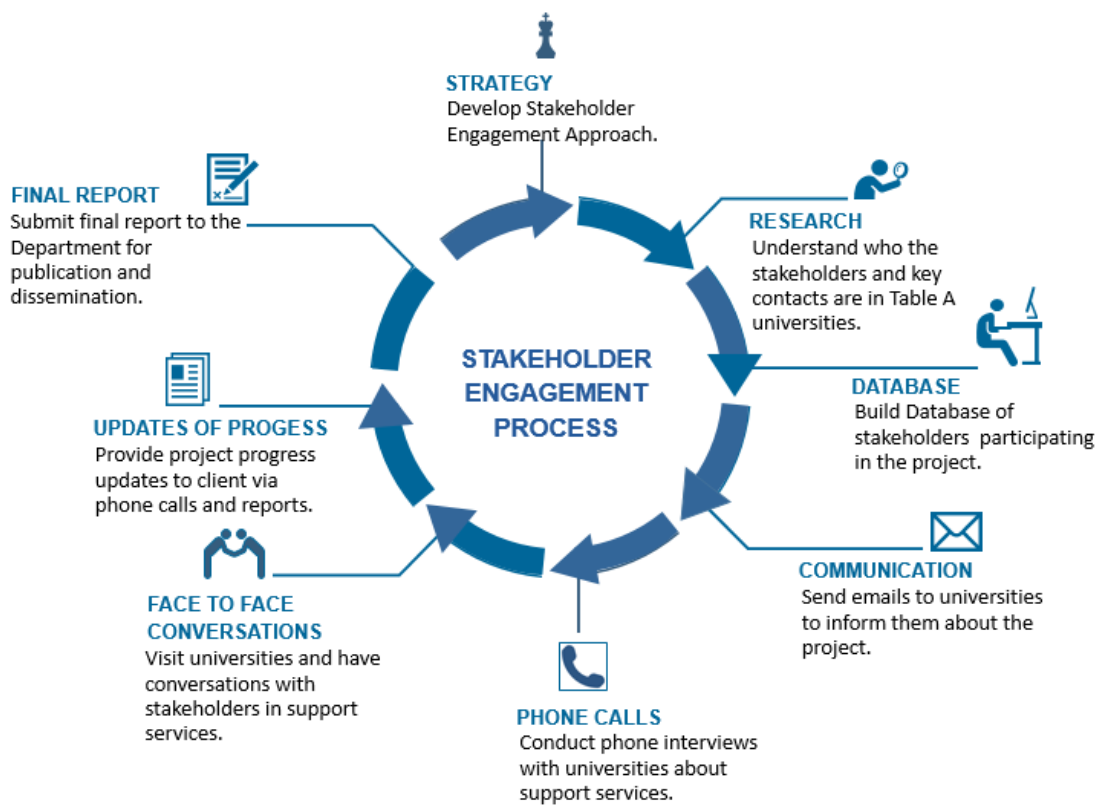 STRATEGY
Develop Stakeholder
Engagement Approach.
RESEARCH
Understand who the
stakeholders and key
contacts are in Table A
universities.
DATABASE
Build Database of
stakeholders participating
in the project.
COMMUNICATION
Send emails to universities
to inform them about the
project.
PHONE CALLS
Conduct phone interviews
with universities about
support services.
FACE TO FACE
CONVERSATIONS
Visit universities and have
conversations with
stakeholders in support
services.
UPDATES OF PROGESS
Provide project progress
updates to client via
phone calls and reports.
FINAL REPORT
Submit final report to the
Department for
publication and
dissemination.
STAKEHOLDER
ENGAGEMENT
PROCESS